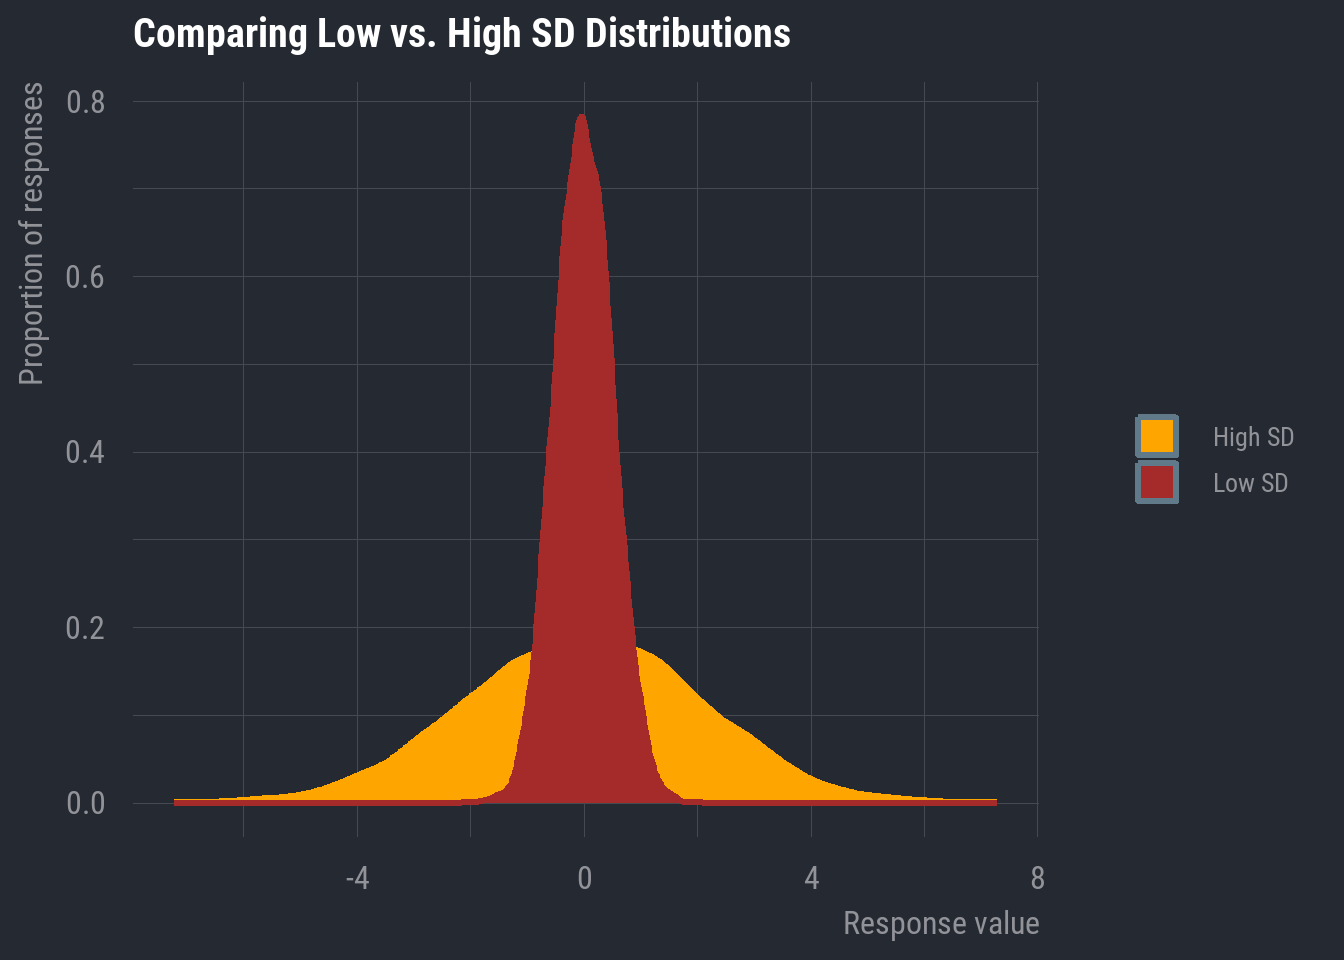 Comparing Low vs. High SD Distributions
Proportion of responses
0.8
0.6
0.4
0.2
0.0
-4
0
4
8
Response value
High SD
Low SD